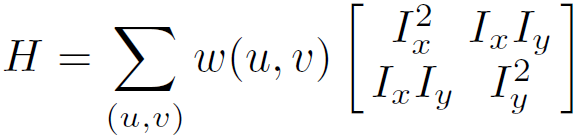 $H = \sum_{(u,v)} w(u,v) \begin{bmatrix} I_x^2 & I_x I_y \\ I_x I_y & I_y^2 \end{bmatrix}$